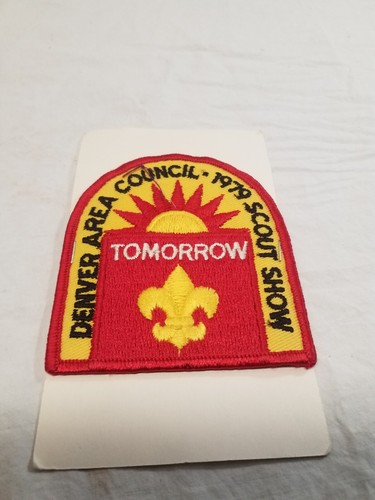 DENVER AREA COUNCIL - 1979 SCOUT SHOW
TOMORROW